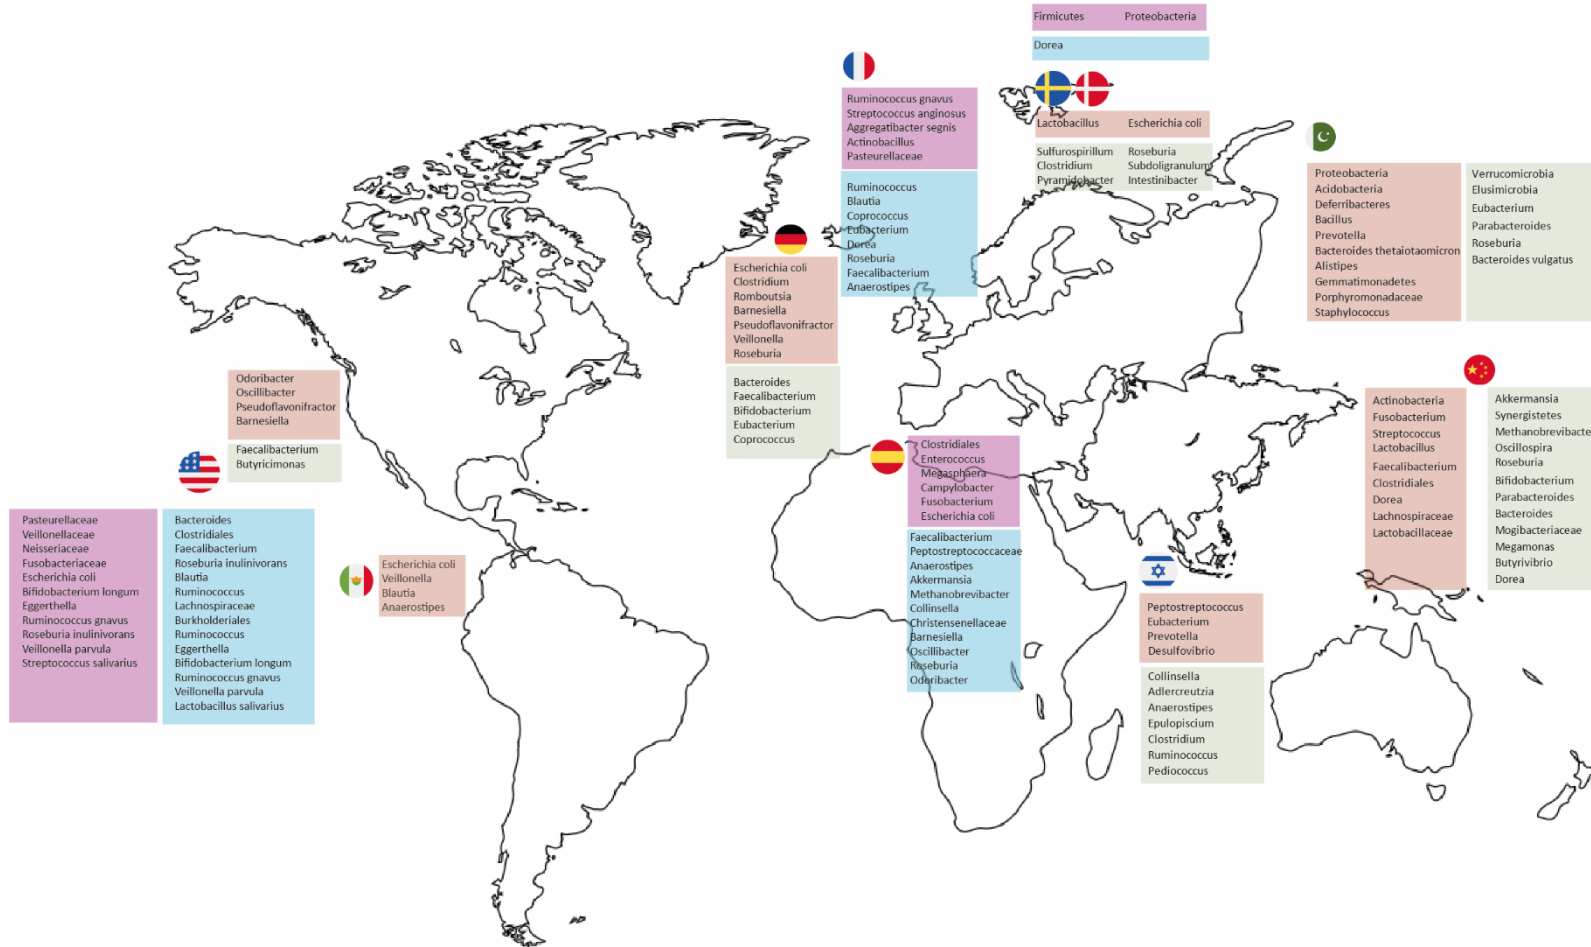 Firmicutes Proteobacteria
Dorea
Lactobacillus Escherichia coli
Sulfurospirillum Roseburia
Clostridium Subdoligranulum
Pyramidobacter Intestinibacter
Ruminococcus gnavus
Streptococcus anginosus
Aggregatibacter segnis
Actinobacillus
Pasteurellaceae
Ruminococcus
Blautia
Coprococcus
Eubacterium
Dorea
Roseburia
Faecalibacterium
Anaerostipes
Proteobacteria
Acidobacteria
Deferribacteres
Bacillus
Prevotella
Bacteroides thetaiotaomicron
Alistipes
Gemmatimonadetes
Porphyromonadaceae
Staphylococcus
Verrucomicrobia
Elusimicrobia
Eubacterium
Parabacteroides
Roseburia
Bacteroides vulgatus
Escherichia coli
Clostridium
Romboutsia
Barnesiella
Pseudoflavonifractor
Veillonella
Roseburia
Bacteroides
Faecalibacterium
Bifidobacterium
Eubacterium
Coprococcus
Odoribacter
Oscillibacter
Pseudoflavonifractor
Barnesiella
Faecalibacterium
Butyricimonas
Pasteurellaceae
Veillonellaceae
Neisseriaceae
Fusobacteriaceae
Escherichia coli
Bifidobacterium longum
Eggerthella
Ruminococcus gnavus
Roseburia inulinivorans
Veillonella parvula
Streptococcus salivarius
Bacteroides
Clostridiales
Faecalibacterium
Roseburia inulinivorans
Blautia
Ruminococcus
Lachnospiraceae
Burkholderiales
Ruminococcus
Eggerthella
Bifidobacterium longum
Ruminococcus gnavus
Veillonella parvula
Lactobacillus salivarius
Escherichia coli
Veillonella
Blautia
Anaerostipes
Clostridiales
Enterococcus
Megasphaera
Campylobacter
Fusobacterium
Escherichia coli
Faecalibacterium
Peptostreptococcaceae
Anaerostipes
Akkermansia
Methanobrevibacter
Collinsella
Christensenellaceae
Barnesiella
Oscillibacter
Roseburia
Odoribacter
Peptostreptococcus
Eubacterium
Prevotella
Desulfovibrio
Collinsella
Adlercreutzia
Anaerostipes
Epulopiscium
Clostridium
Ruminococcus
Pediococcus
Actinobacteria
Fusobacterium
Streptococcus
Lactobacillus
Faecalibacterium
Clostridiales
Dorea
Lachnospiraceae
Lactobacillaceae
Akkermansia
Synergistetes
Methanobrevibacte
Oscillospira
Roseburia
Bifidobacterium
Parabacteroides
Bacteroides
Mogibacteriaceae
Megamonas
Butyrivibrio
Dorea